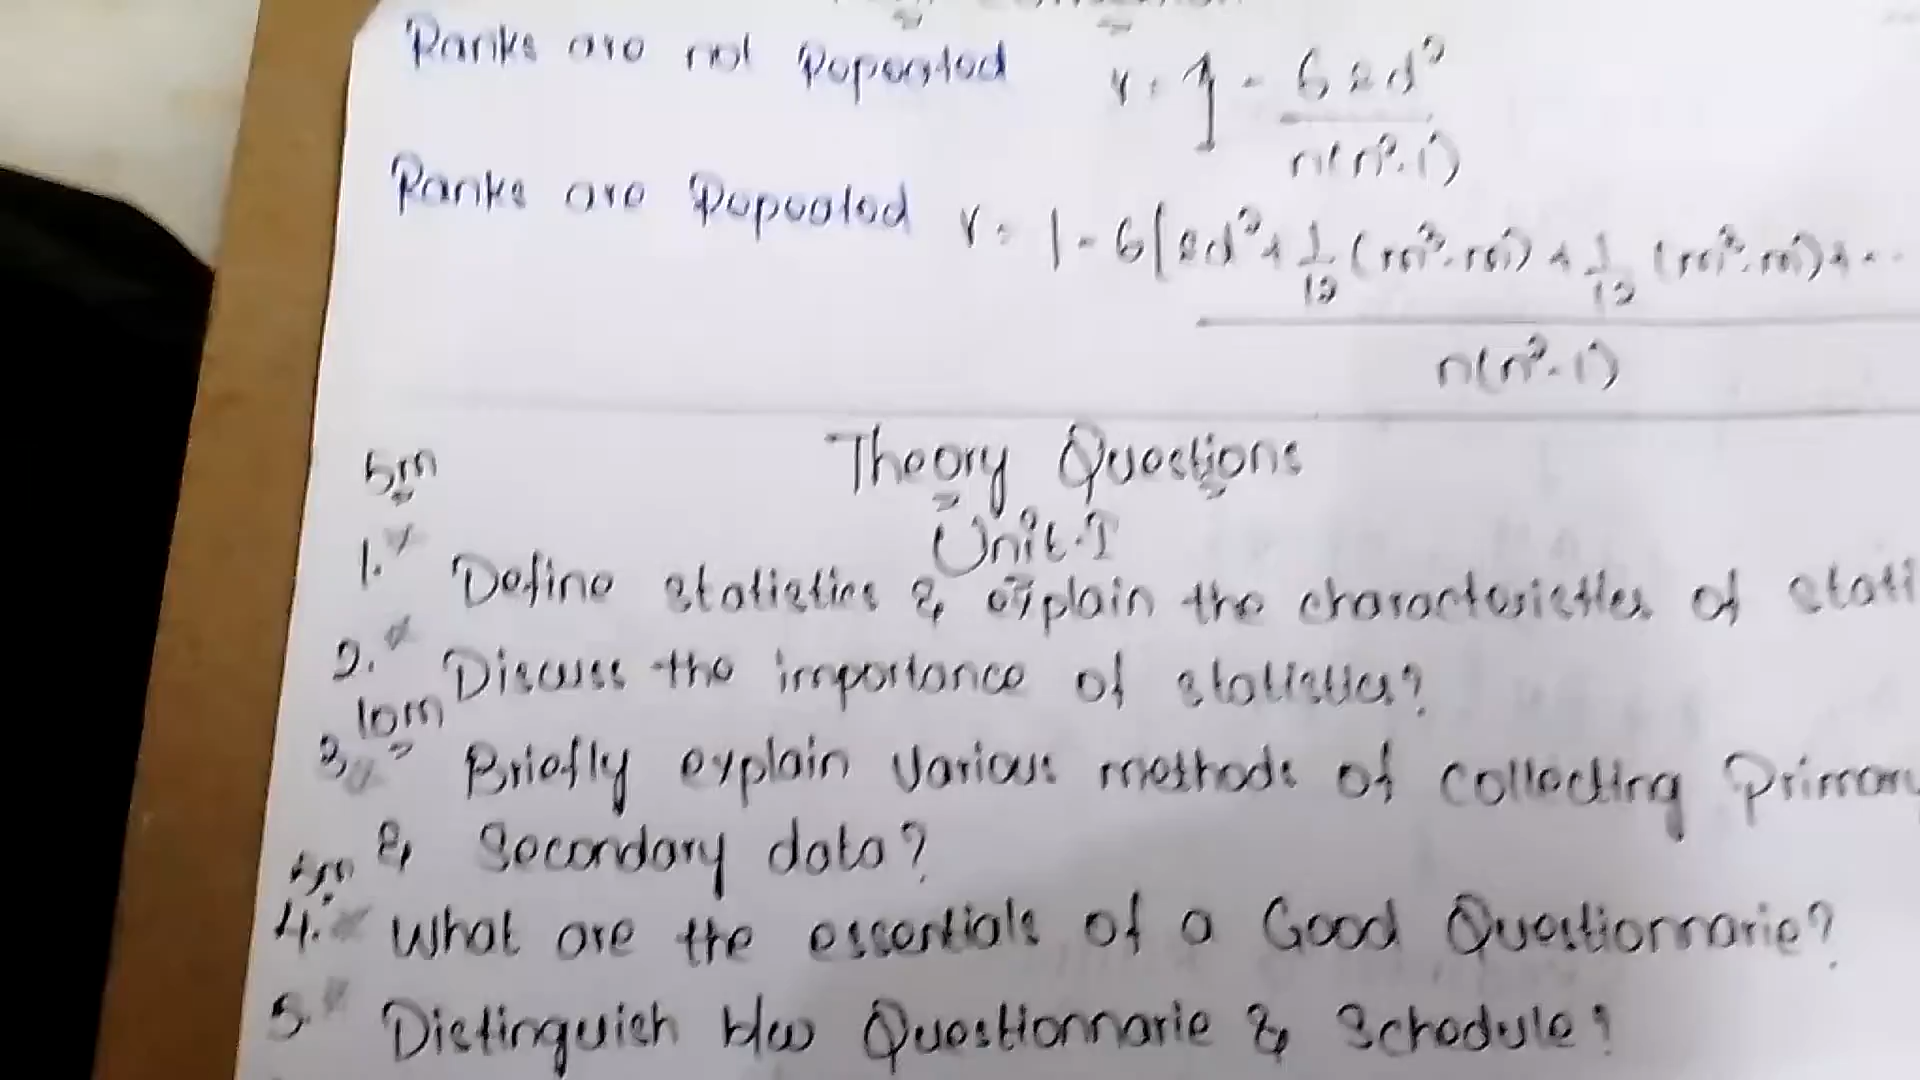 Ranks are not Repeated r = 1 - 6 Σd² / n(n²-1)
Ranks are Repeated r = 1 - 6[Σd² + 1/12 (m³-m) + 1/12 (m³-m) + ... / n(n²-1)
Theory Questions
5m Unit-I
1.* Define statistics & explain the characteristics of stati
2.* Discuss the importance of statistics?
10m
3.* Briefly explain various methods of collecting Primary
& Secondary data?
5m
4.* What are the essentials of a Good Questionnarie?
5.* Distinguish b/w Questionnarie & Schedule?